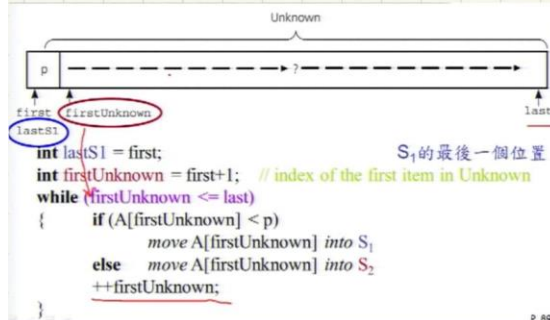 Unknown
p ?
first firstUnknown last
lastS1
int lastS1 = first; S1的最後一個位置
int firstUnknown = first+1; // index of the first item in Unknown
while (firstUnknown <= last)
{ if (A[firstUnknown] < p)
move A[firstUnknown] into S1
else move A[firstUnknown] into S2
++firstUnknown;
}